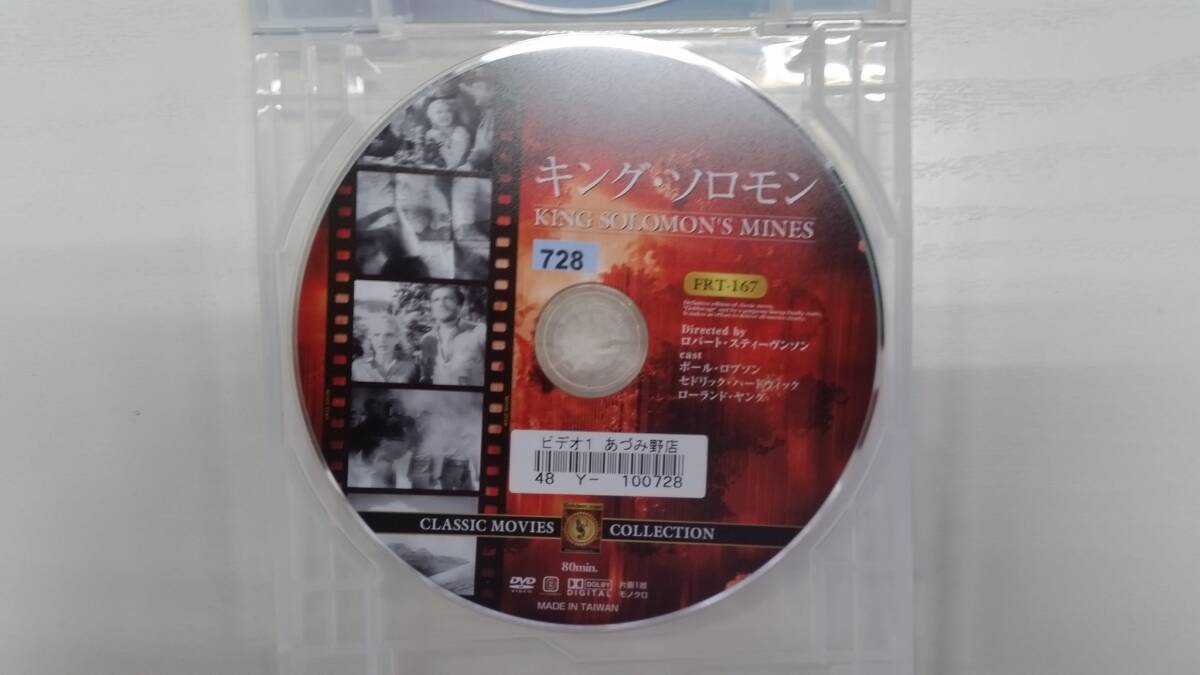 キング・ソロモン
KING SOLOMON'S MINES
728
FRT-167
Directed by
ロバート・スティーヴンソン
cast
ポール・ロブソン
セドリック・ハードウィック
ローランド・ヤング
ビデオ1 あづみ野店
48 Y- 100728
CLASSIC MOVIES COLLECTION
80min.
DVD VIDEO DOLBY DIGITAL 片面1層 モノクロ
MADE IN TAIWAN